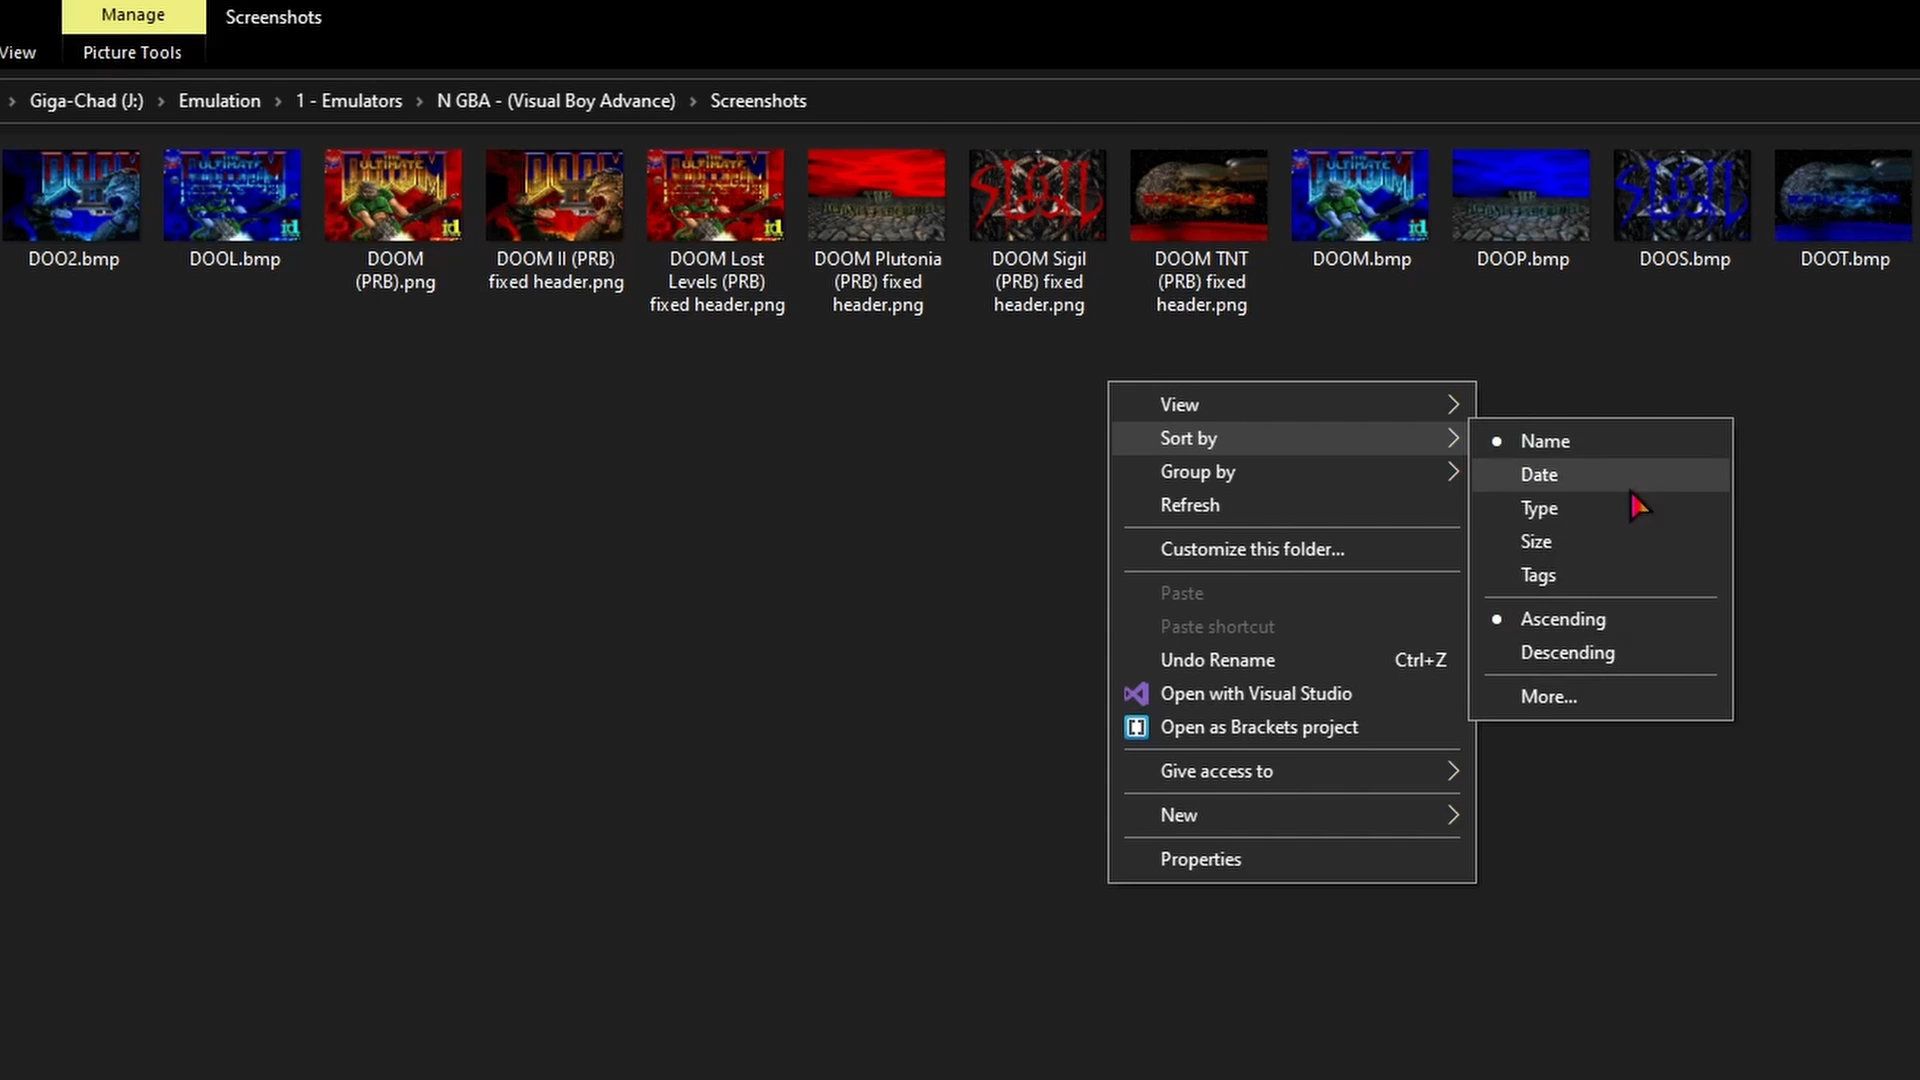 Manage
Screenshots
View
Picture Tools
Giga-Chad (J:)
Emulation
1 - Emulators
N GBA - (Visual Boy Advance)
Screenshots
DOO2.bmp
DOOL.bmp
DOOM
(PRB).png
DOOM II (PRB)
fixed header.png
DOOM Lost
Levels (PRB)
fixed header.png
DOOM Plutonia
(PRB) fixed
header.png
DOOM Sigil
(PRB) fixed
header.png
DOOM TNT
(PRB) fixed
header.png
DOOM.bmp
DOOP.bmp
DOOS.bmp
DOOT.bmp
View
Sort by
Group by
Refresh
Customize this folder...
Paste
Paste shortcut
Undo Rename Ctrl+Z
Open with Visual Studio
Open as Brackets project
Give access to
New
Properties
Name
Date
Type
Size
Tags
Ascending
Descending
More...